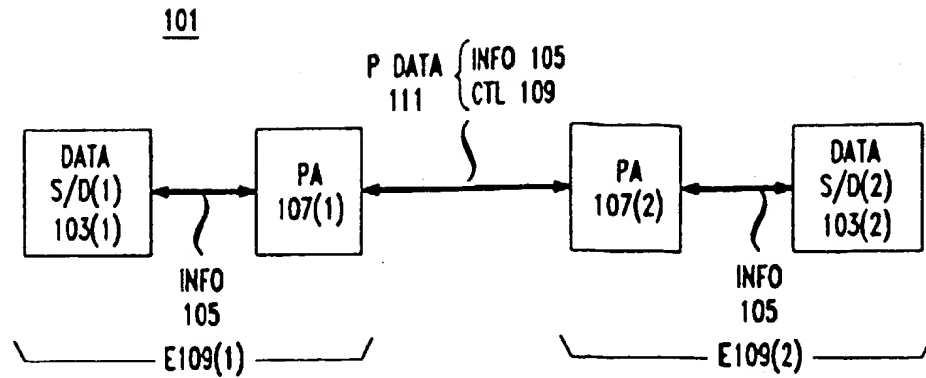 101
P DATA
111
INFO 105
CTL 109
DATA
S/D(1)
103(1)
PA
107(1)
PA
107(2)
DATA
S/D(2)
103(2)
INFO
105
INFO
105
E109(1)
E109(2)